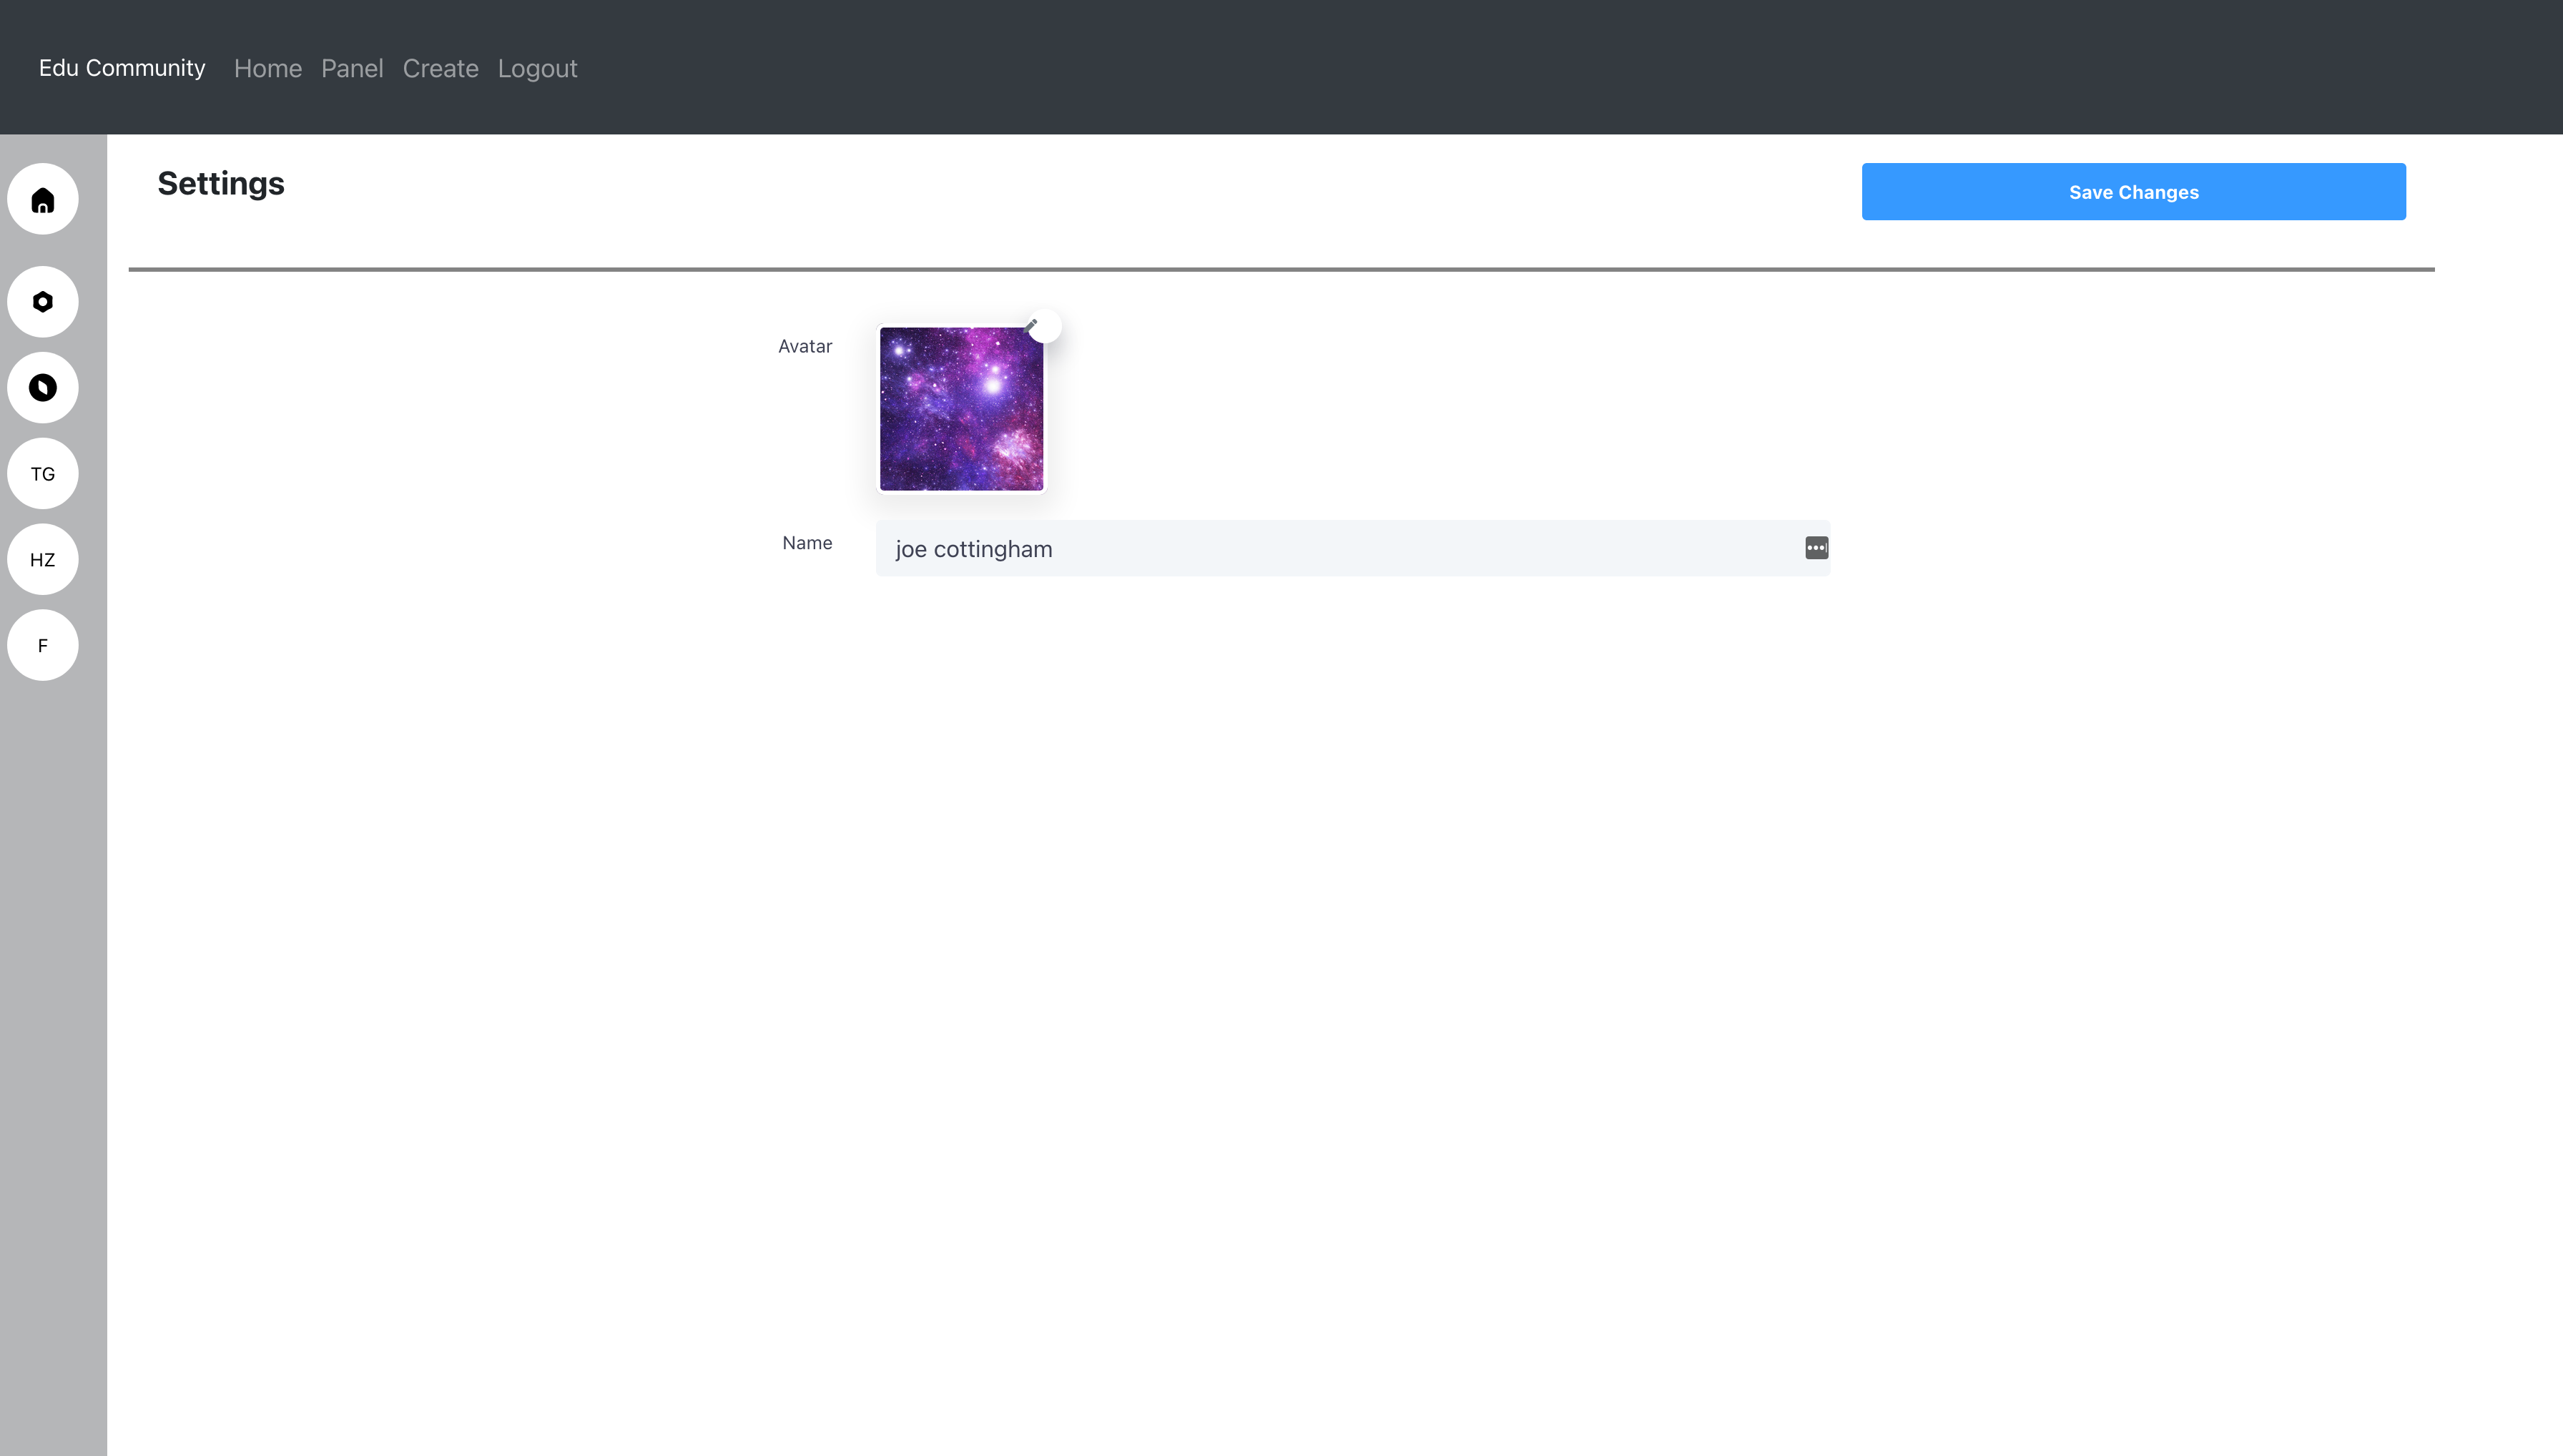 Edu Community Home Panel Create Logout
Settings
Save Changes
TG
HZ
F
Avatar
Name
joe cottingham